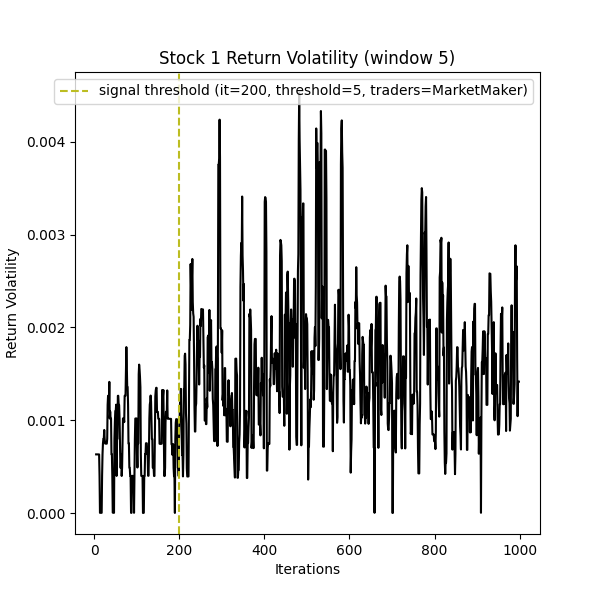 Stock 1 Return Volatility (window 5)
signal threshold (it=200, threshold=5, traders=MarketMaker)
0.004
0.003
0.002
0.001
0.000
Return Volatility
0 200 400 600 800 1000
Iterations